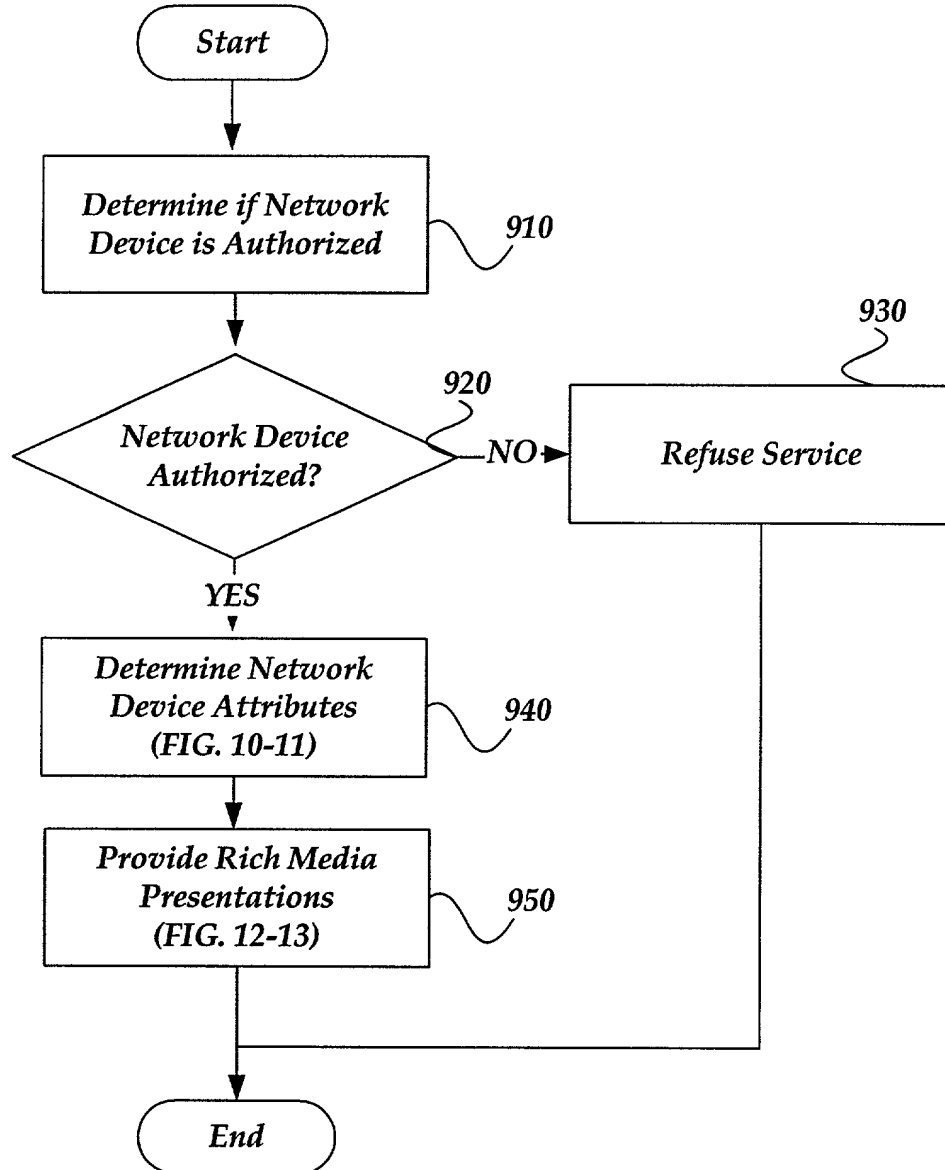 Start
Determine if Network
Device is Authorized
910
930
920
Network Device
Authorized?
NO
Refuse Service
YES
Determine Network
Device Attributes
(FIG. 10-11)
940
Provide Rich Media
Presentations
(FIG. 12-13)
950
End